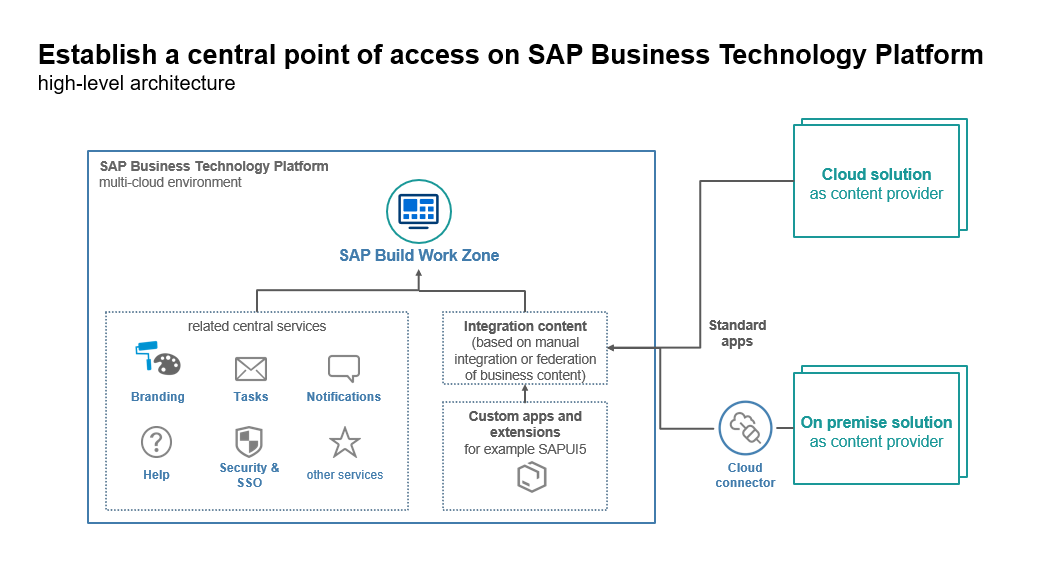 Establish a central point of access on SAP Business Technology Platform
high-level architecture
SAP Business Technology Platform
multi-cloud environment
SAP Build Work Zone
related central services
Branding
Tasks
Notifications
Help
Security &
SSO
other services
Integration content
(based on manual
integration or federation
of business content)
Custom apps and
extensions
for example SAPUI5
Standard
apps
Cloud solution
as content provider
Cloud
connector
On premise solution
as content provider